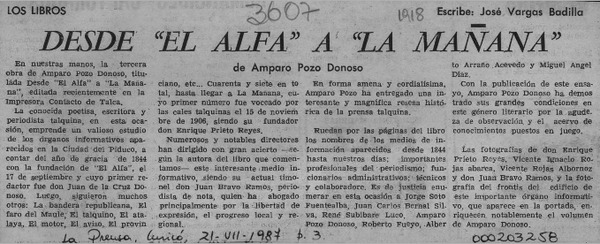 LOS LIBROS
3607
1918
Escribe: José Vargas Badilla
DESDE "EL ALFA" A "LA MAÑANA"
de Amparo Pozo Donoso
En nuestras manos, la tercera
obra de Amparo Pozo Donoso, titu-
lada Desde "El Alfa" a "La Maña-
na", editada recientemente en la
Impresora Contacto de Talca.
La conocida poetisa, escritora y
periodista talquina, en esta oca-
sión, emprende un valioso estudio
de los órganos informativos apa-
recidos en la Ciudad del Piduco, a
contar del año de gracia de 1844
con la fundación de "El Alfa", el
17 de septiembre y cuyo primer re-
dactor fue don Juan de la Cruz Do-
noso. Luego, siguieron muchos
otros: La bandera republicana, El
faro del Maule, El talquino, El ata-
laya, El motor, El aviso, El provin
ciano, etc... Cuarenta y siete en to-
tal, hasta llegar a La Mañana, cu-
yo primer número fue voceado por
las cales talquinas el 15 de noviem-
bre de 1906, siendo su fundador
don Enrique Prieto Reyes.
Numerosos y notables directores
han dirigido con gran acierto —se-
gún la autora del libro que comen-
tamos— este interesante medio in-
formativo, siendo su actual timo-
nel don Juan Bravo Ramos, perio-
dista de nota, quien ha abogado
principalmente por la libertad de
expresión, el progreso local y re-
gional.
En forma amena y cordialísima,
Amparo Pozo ha entregado una in-
teresante y magnífica reseña histó-
rica de la prensa talquina.
Ruedan por las páginas del libro
los nombres de los medios de in-
formación aparecidos desde 1844
hasta nuestros días; importantes
profesionales del periodismo; fun-
cionarios administrativos; técnicos
y colaboradores. Es de justicia enu-
merar en esta ocasión a Jorge Soto
Fuentealba, Juan Carlos Bernal Sil-
va, René Subibare Luco, Amparo
Pozo Donoso, Roberto Fueyo, Alber
to Arraño Acevedo y Miguel Angel
Díaz.
Con la publicación de este ensa-
yo, Amparo Pozo Donoso ha demos
trado sus grandes condiciones en
este género literario por la agudi-
za de observación y el acervo de
conocimientos puestos en juego.
Las fotografías de don Enrique
Prieto Reyes, Vicente Ignacio Ro-
jas abarca, Vicente Rojas Albornoz
y don Juan Bravo Ramos, y la foto-
grafía del frontis del edificio de
este importante órgano informati-
vo, que aparece en la portada, en-
riquecen notablemente el volumen
de Amparo Donoso.
La Prensa, Curicó, 21-VII-1987 p. 3.
000203258